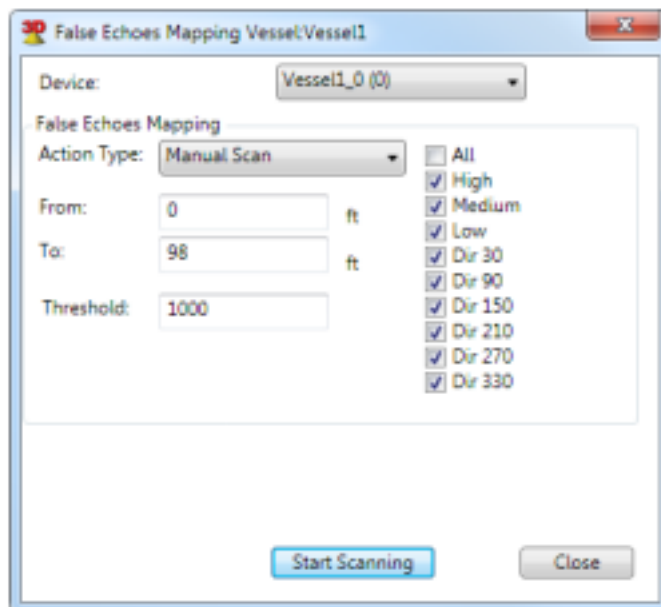 3D False Echoes Mapping Vessel:Vessel1
Device: Vessel1_0 (0)
False Echoes Mapping
Action Type: Manual Scan
All
High
From: 0 ft
Medium
Low
To: 98 ft
Dir 30
Dir 90
Threshold: 1000
Dir 150
Dir 210
Dir 270
Dir 330
Start Scanning Close